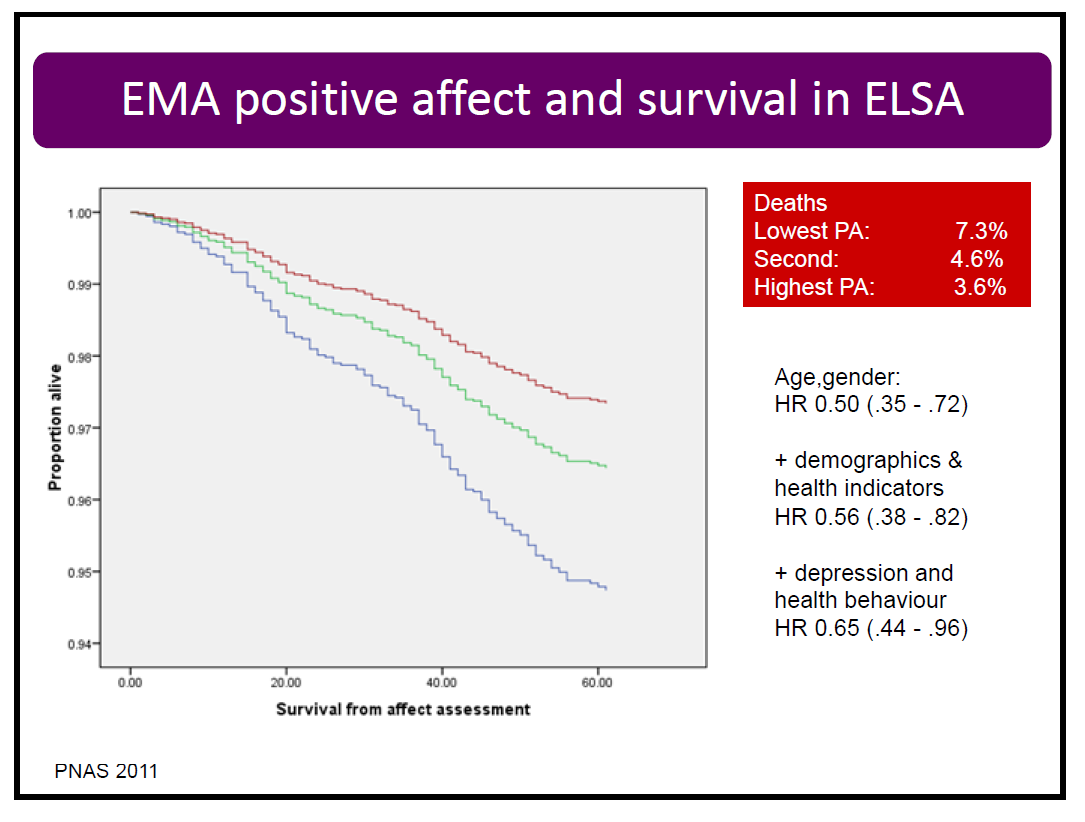 EMA positive affect and survival in ELSA
Deaths
Lowest PA: 7.3%
Second: 4.6%
Highest PA: 3.6%
1.00
0.99
0.98
0.97
0.96
0.95
0.94
Proportion alive
0.00 20.00 40.00 60.00
Survival from affect assessment
Age,gender:
HR 0.50 (.35 - .72)
+ demographics &
health indicators
HR 0.56 (.38 - .82)
+ depression and
health behaviour
HR 0.65 (.44 - .96)
PNAS 2011